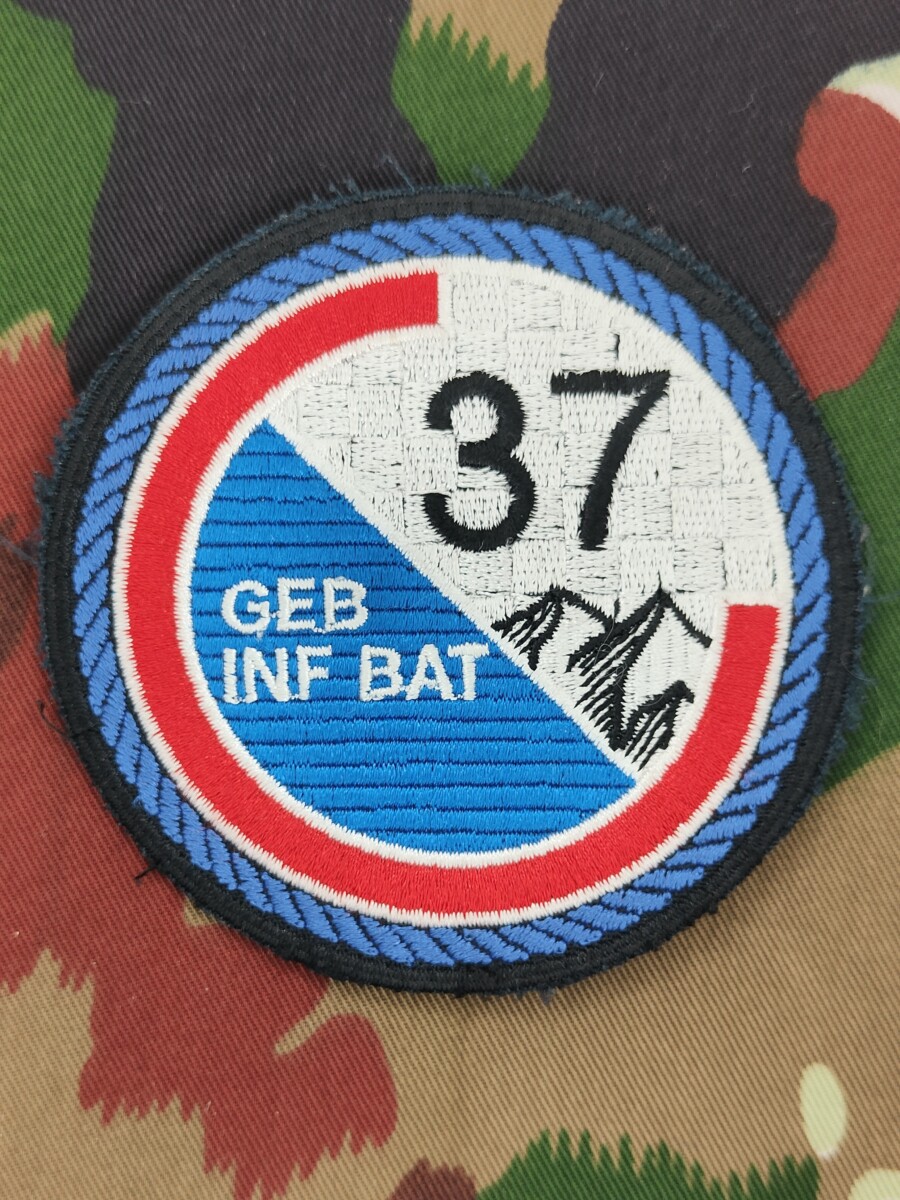 37
GEB
INF BAT